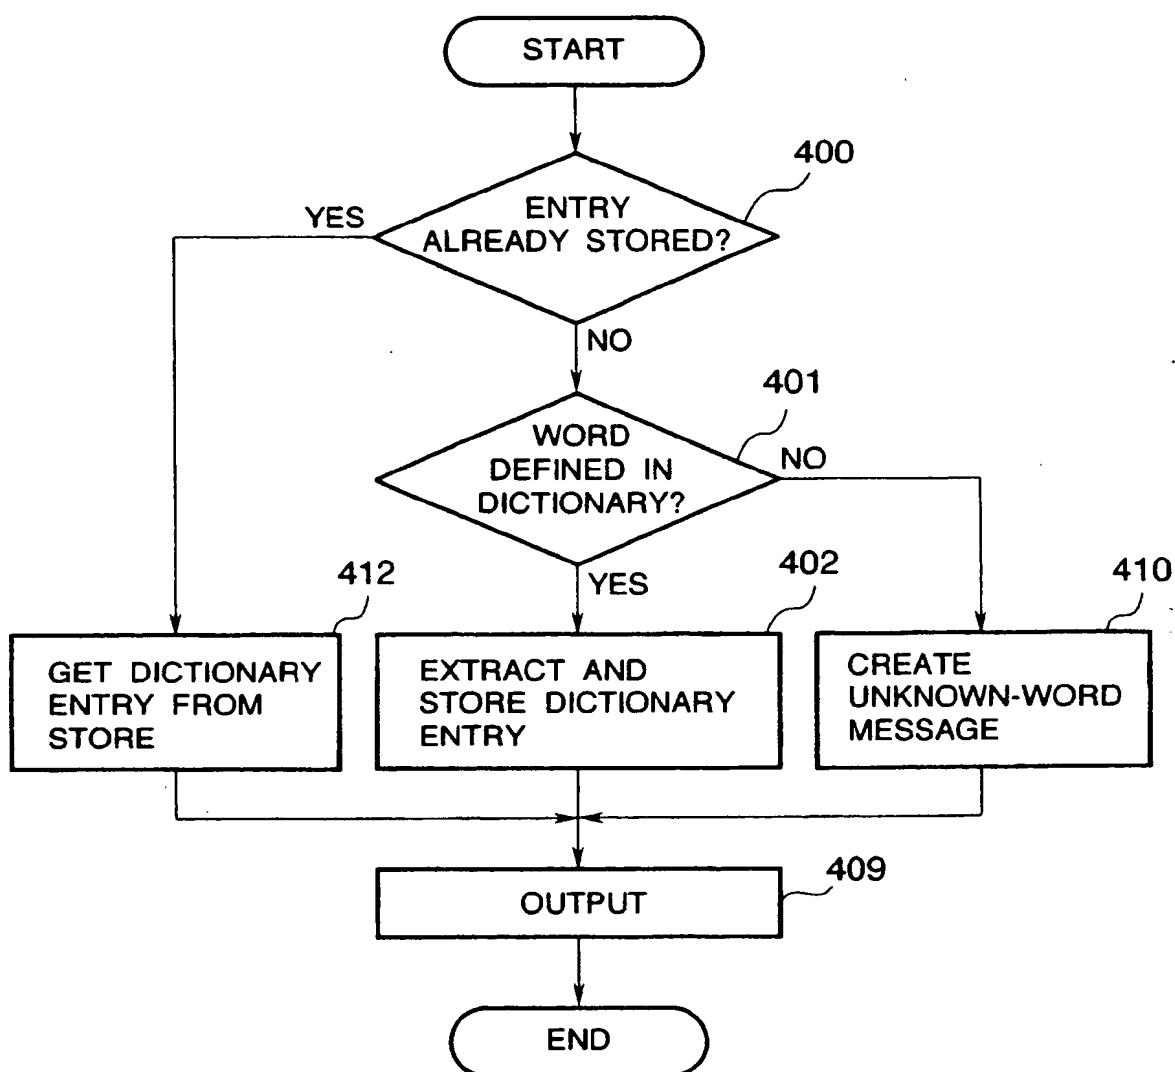 START
400
ENTRY
ALREADY STORED?
YES
NO
401
WORD
DEFINED IN
DICTIONARY?
NO
YES
412
GET DICTIONARY
ENTRY FROM
STORE
402
EXTRACT AND
STORE DICTIONARY
ENTRY
410
CREATE
UNKNOWN-WORD
MESSAGE
409
OUTPUT
END